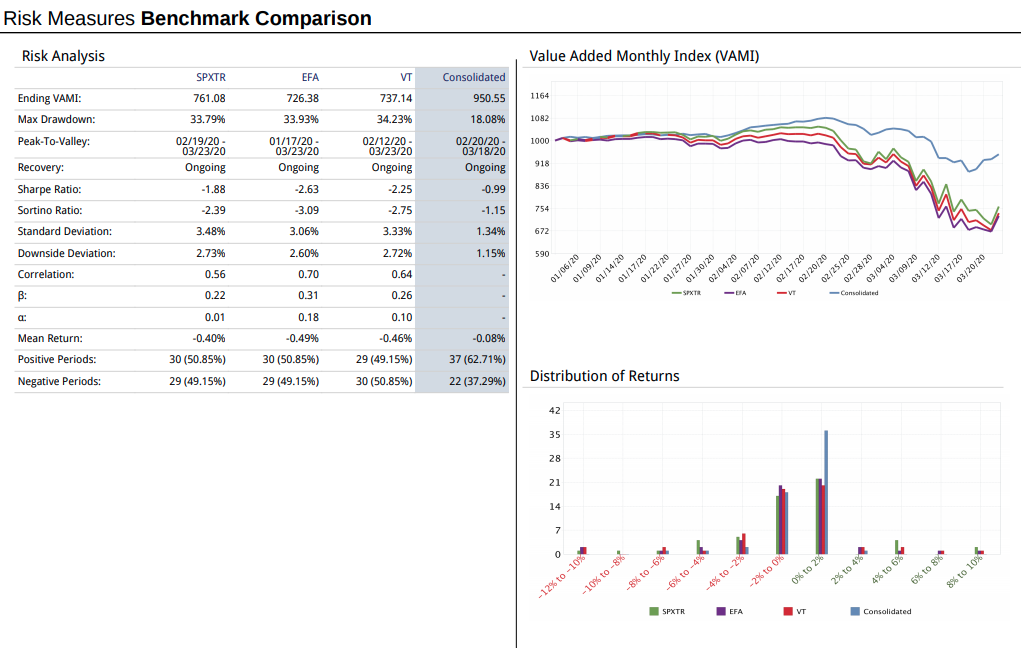 Risk Measures Benchmark Comparison
Risk Analysis
SPXTR EFA VT Consolidated
Ending VAMI: 761.08 726.38 737.14 950.55
Max Drawdown: 33.79% 33.93% 34.23% 18.08%
Peak-To-Valley: 02/19/20 - 01/17/20 - 02/12/20 - 02/20/20 -
03/23/20 03/23/20 03/23/20 03/18/20
Recovery: Ongoing Ongoing Ongoing Ongoing
Sharpe Ratio: -1.88 -2.63 -2.25 -0.99
Sortino Ratio: -2.39 -3.09 -2.75 -1.15
Standard Deviation: 3.48% 3.06% 3.33% 1.34%
Downside Deviation: 2.73% 2.60% 2.72% 1.15%
Correlation: 0.56 0.70 0.64 -
β: 0.22 0.31 0.26 -
α: 0.01 0.18 0.10 -
Mean Return: -0.40% -0.49% -0.46% -0.08%
Positive Periods: 30 (50.85%) 30 (50.85%) 29 (49.15%) 37 (62.71%)
Negative Periods: 29 (49.15%) 29 (49.15%) 30 (50.85%) 22 (37.29%)
Value Added Monthly Index (VAMI)
1164
1082
1000
918
836
754
672
590
01/06/20 01/09/20 01/14/20 01/17/20 01/22/20 01/27/20 01/30/20 02/04/20 02/07/20 02/12/20 02/17/20 02/20/20 02/25/20 02/28/20 03/04/20 03/09/20 03/12/20 03/17/20 03/20/20
SPXTR EFA VT Consolidated
Distribution of Returns
42
35
28
21
14
7
0
-12% to -10% -10% to -8% -8% to -6% -6% to -4% -4% to -2% -2% to 0% 0% to 2% 2% to 4% 4% to 6% 6% to 8% 8% to 10%
SPXTR EFA VT Consolidated